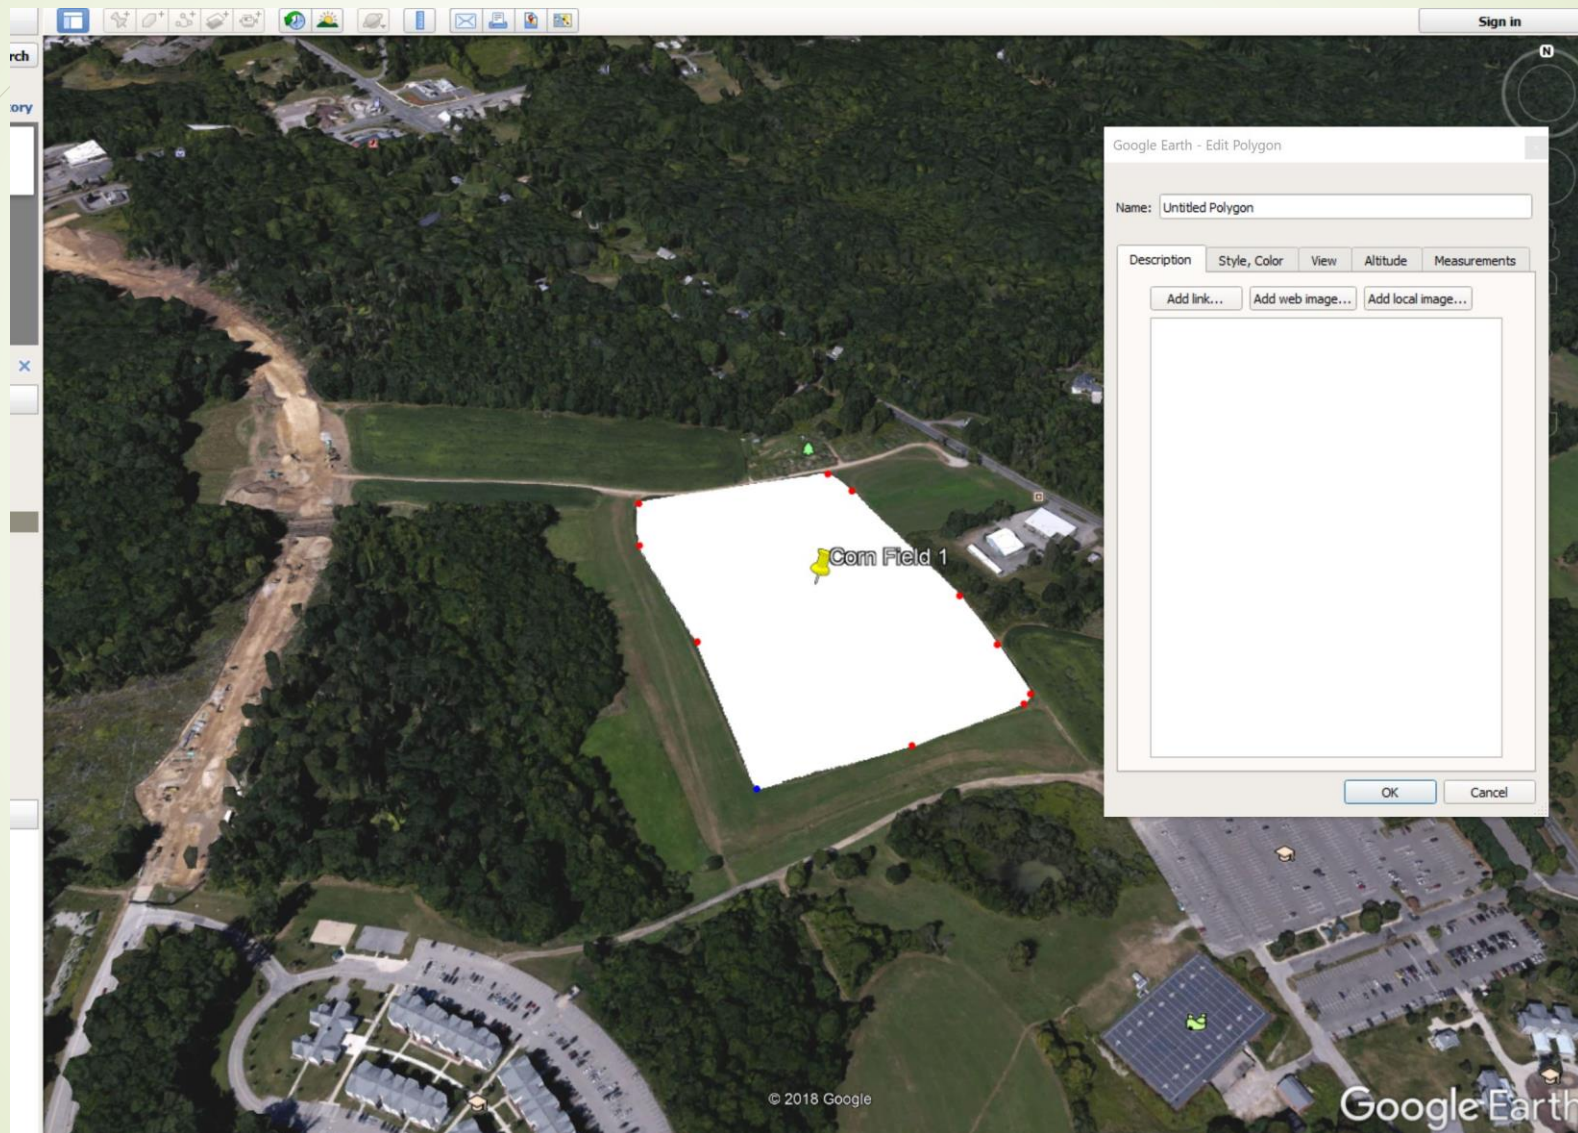 Sign in
rch
ory
N
Google Earth - Edit Polygon
Name: Untitled Polygon
Description Style, Color View Altitude Measurements
Add link... Add web image... Add local image...
Corn Field 1
OK Cancel
© 2018 Google
Google Earth